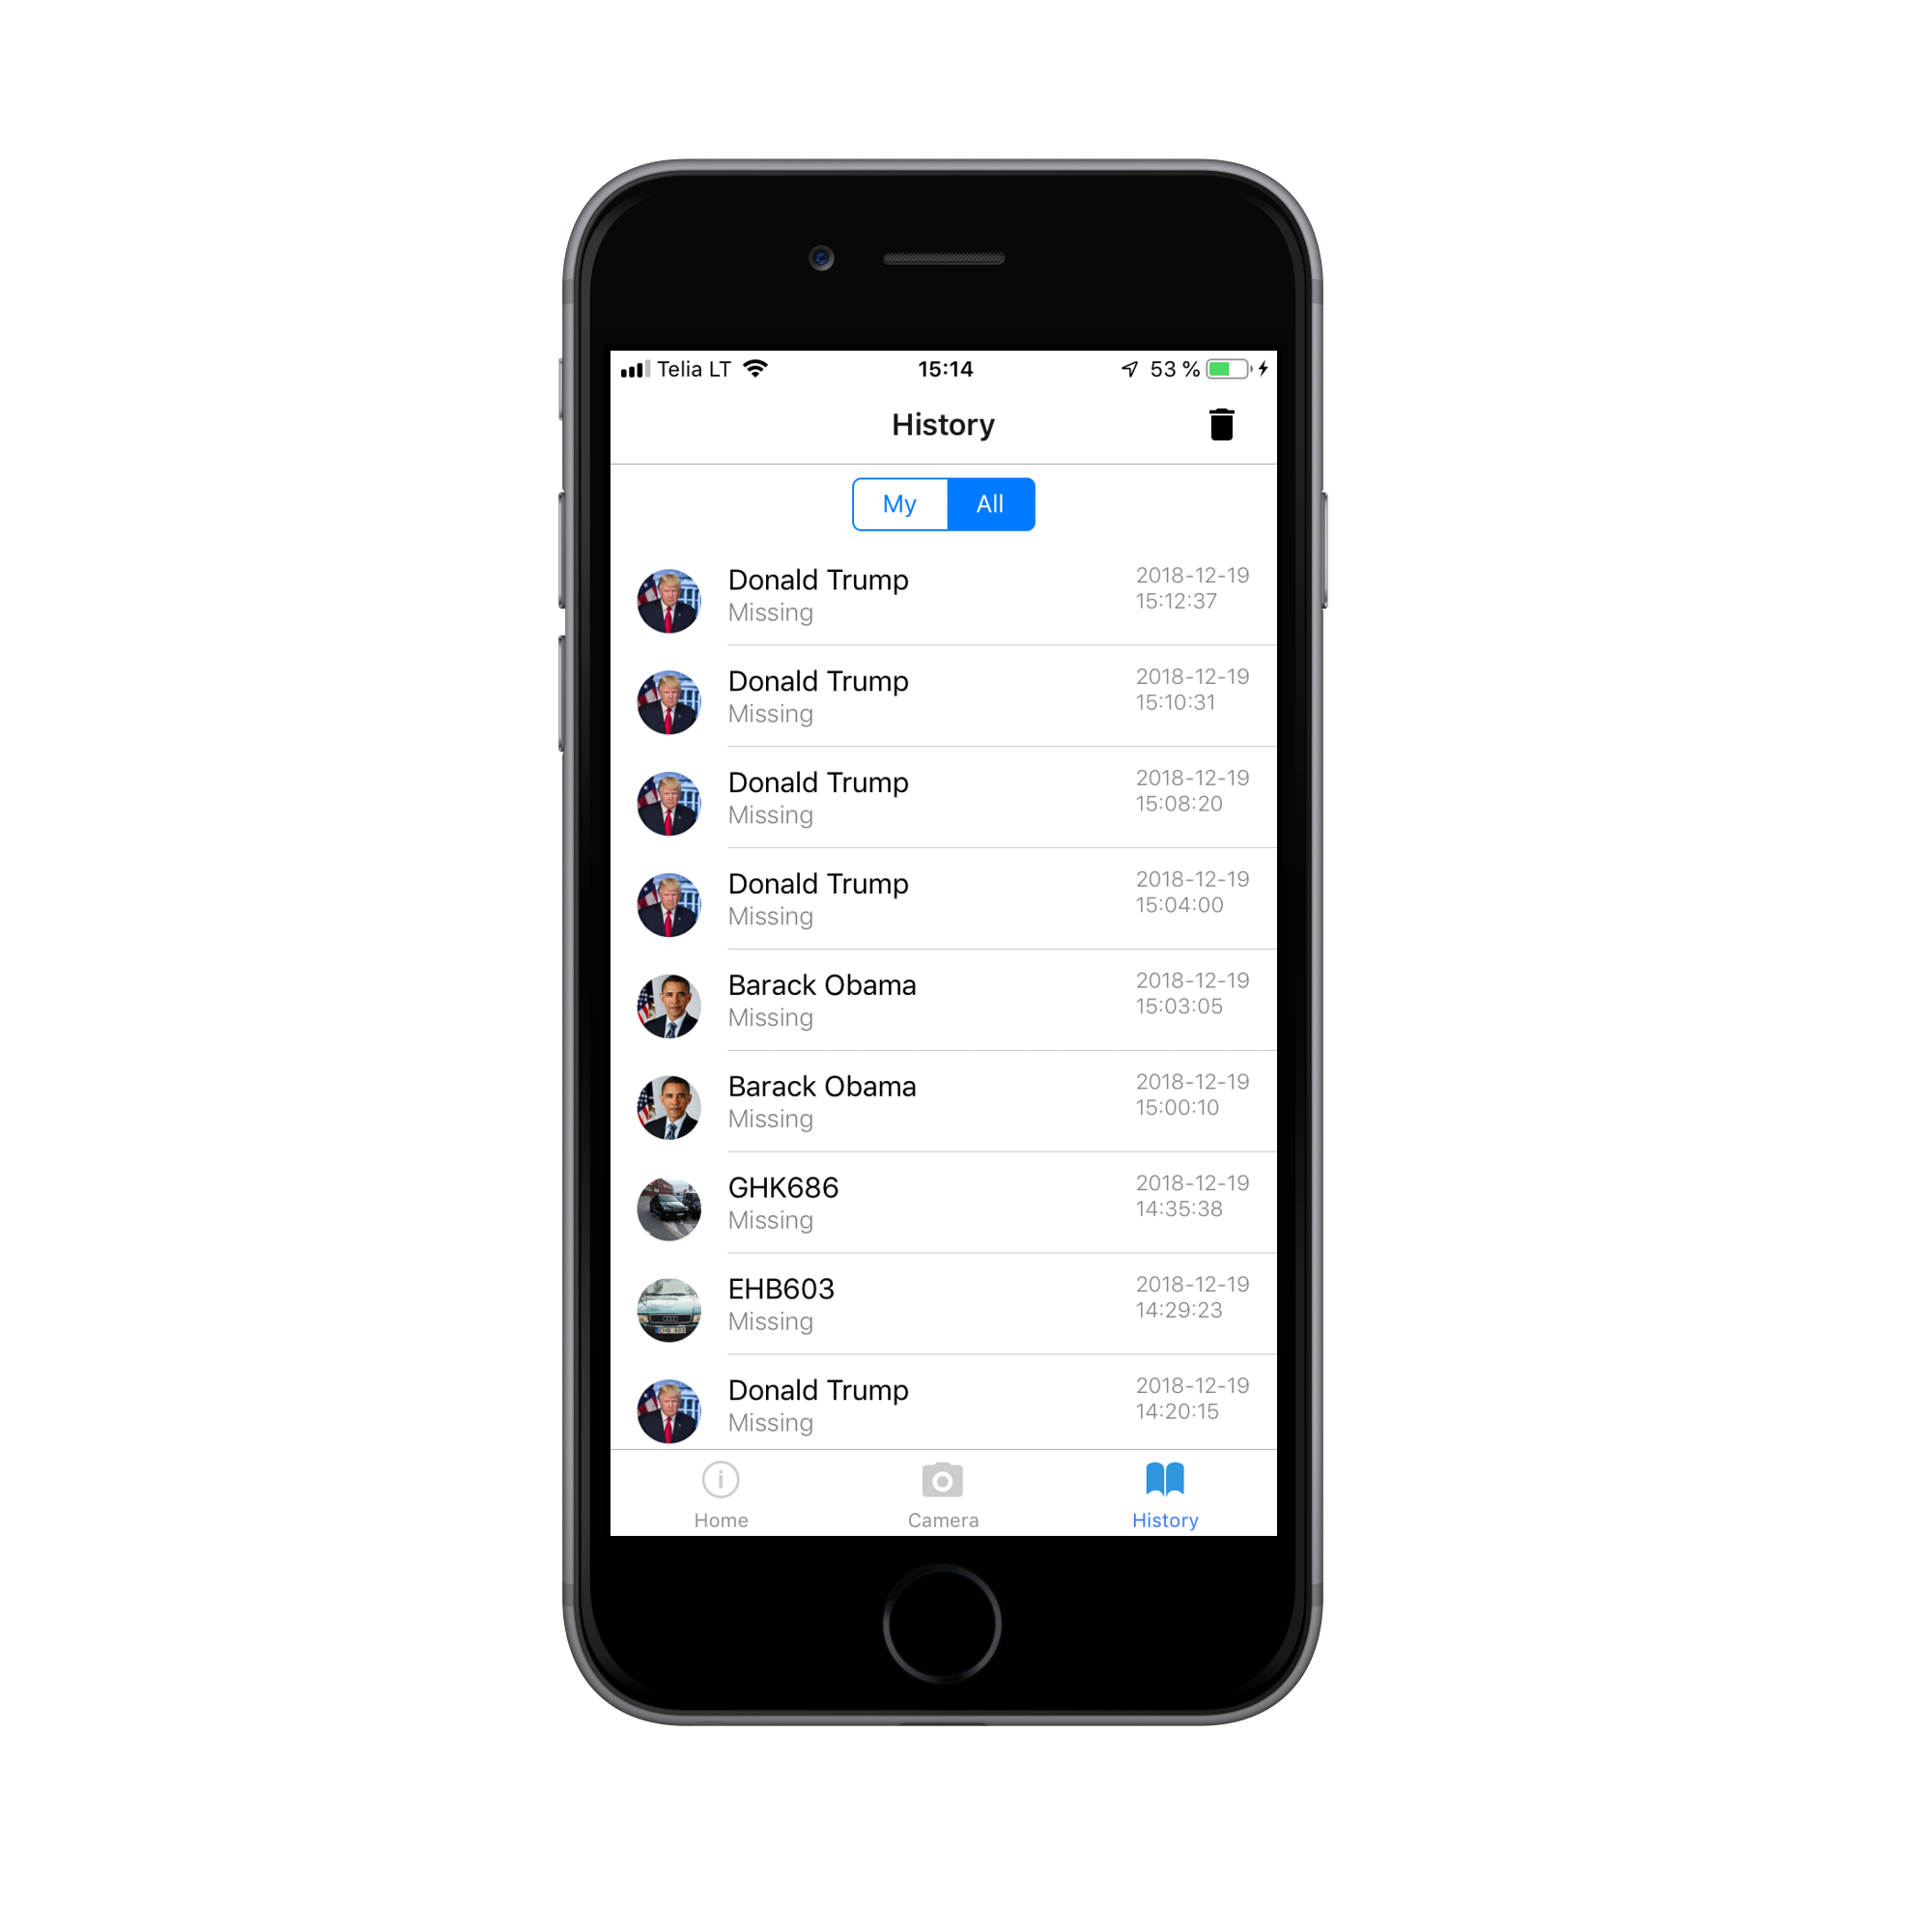 Telia LT 15:14 53 %
History
My All
Donald Trump 2018-12-19
Missing 15:12:37
Donald Trump 2018-12-19
Missing 15:10:31
Donald Trump 2018-12-19
Missing 15:08:20
Donald Trump 2018-12-19
Missing 15:04:00
Barack Obama 2018-12-19
Missing 15:03:05
Barack Obama 2018-12-19
Missing 15:00:10
GHK686 2018-12-19
Missing 14:35:38
EHB603 2018-12-19
Missing 14:29:23
EHB 603
Donald Trump 2018-12-19
Missing 14:20:15
Home Camera History